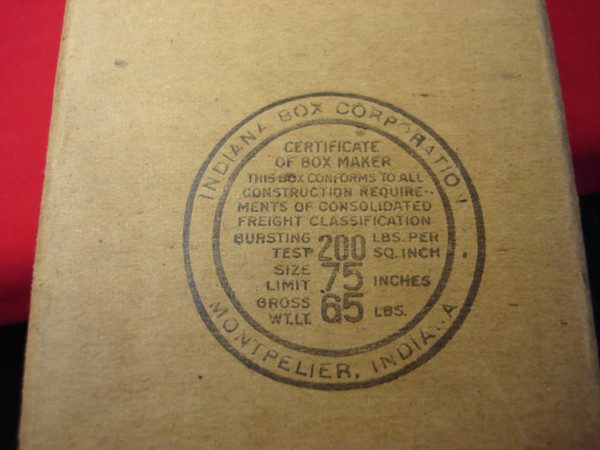 INDIANA BOX CORPORATION
CERTIFICATE
OF BOX MAKER
THIS BOX CONFORMS TO ALL
CONSTRUCTION REQUIRE-
MENTS OF CONSOLIDATED
FREIGHT CLASSIFICATION
BURSTING TEST 200 LBS. PER SQ. INCH
SIZE LIMIT 75 INCHES
GROSS WT. LT. 65 LBS.
MONTPELIER, INDIANA